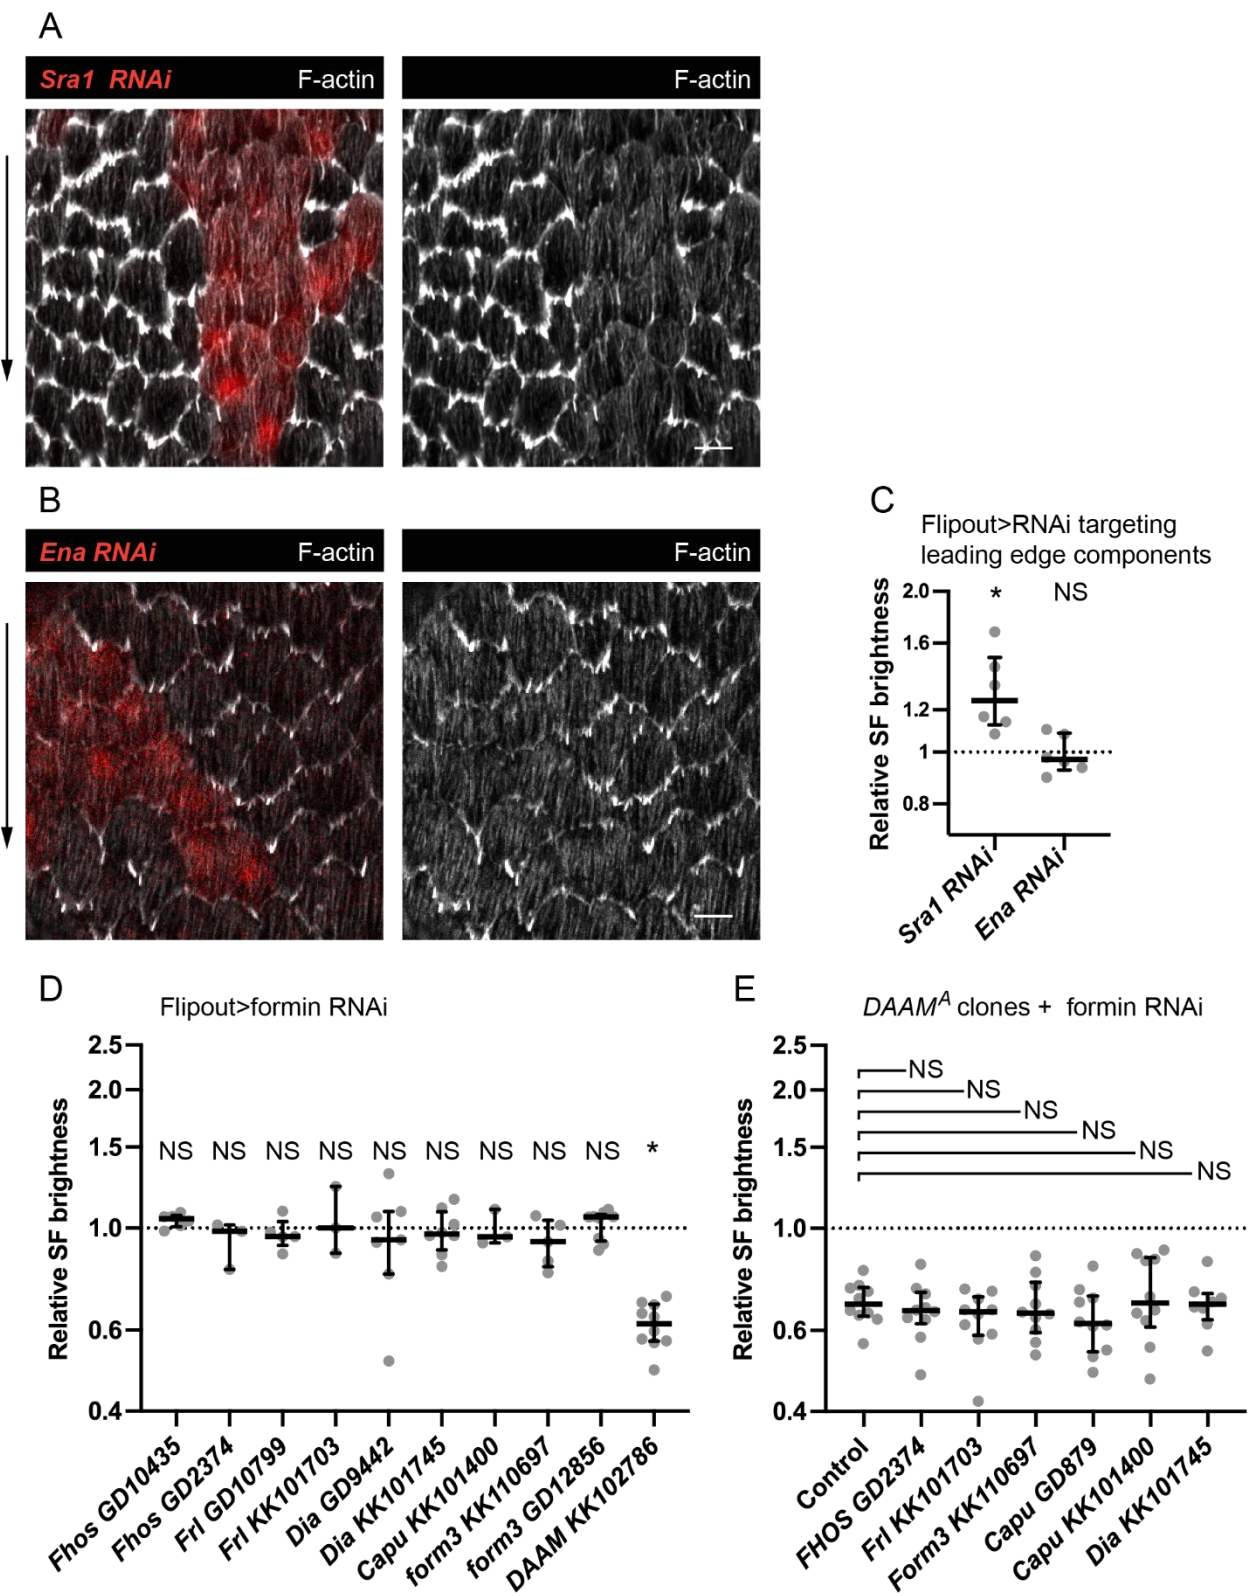 A
Sra1 RNAi F-actin
F-actin
B
Ena RNAi F-actin
F-actin
C
Flipout>RNAi targeting
leading edge components
Relative SF brightness
2.0
1.6
1.2
1
0.8
* NS
Sra1 RNAi
Ena RNAi
D
Flipout>formin RNAi
Relative SF brightness
2.5
2.0
1.5
1.0
0.6
0.4
NS NS NS NS NS NS NS NS NS *
Fhos GD10435
Fhos GD2374
Frl GD10799
Frl KK101703
Dia GD9442
Dia KK101745
Capu KK101400
form3 KK110697
form3 GD12856
DAAM KK102786
E
DAAMᴬ clones + formin RNAi
Relative SF brightness
2.5
2.0
1.5
1.0
0.6
0.4
NS
NS
NS
NS
NS
NS
Control
FHOS GD2374
Frl KK101703
Form3 KK110697
Capu GD879
Capu KK101400
Dia KK101745